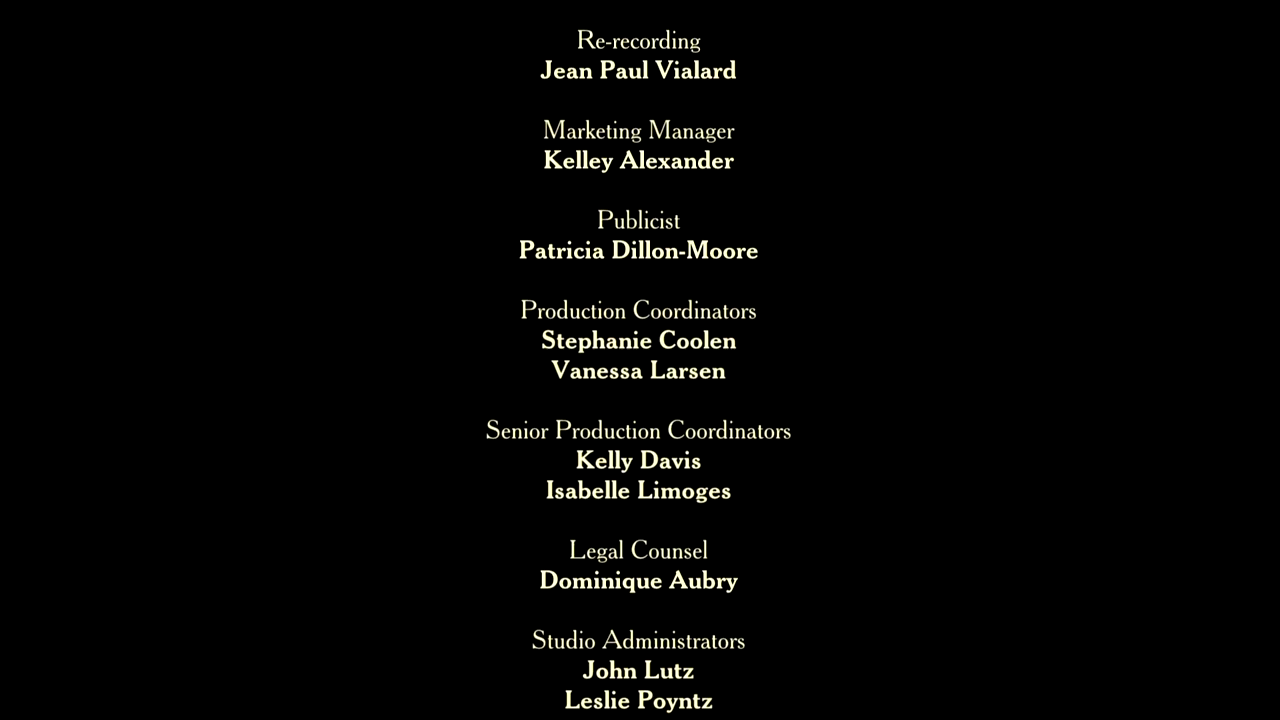 Re-recording
Jean Paul Vialard
Marketing Manager
Kelley Alexander
Publicist
Patricia Dillon-Moore
Production Coordinators
Stephanie Coolen
Vanessa Larsen
Senior Production Coordinators
Kelly Davis
Isabelle Limoges
Legal Counsel
Dominique Aubry
Studio Administrators
John Lutz
Leslie Poyntz